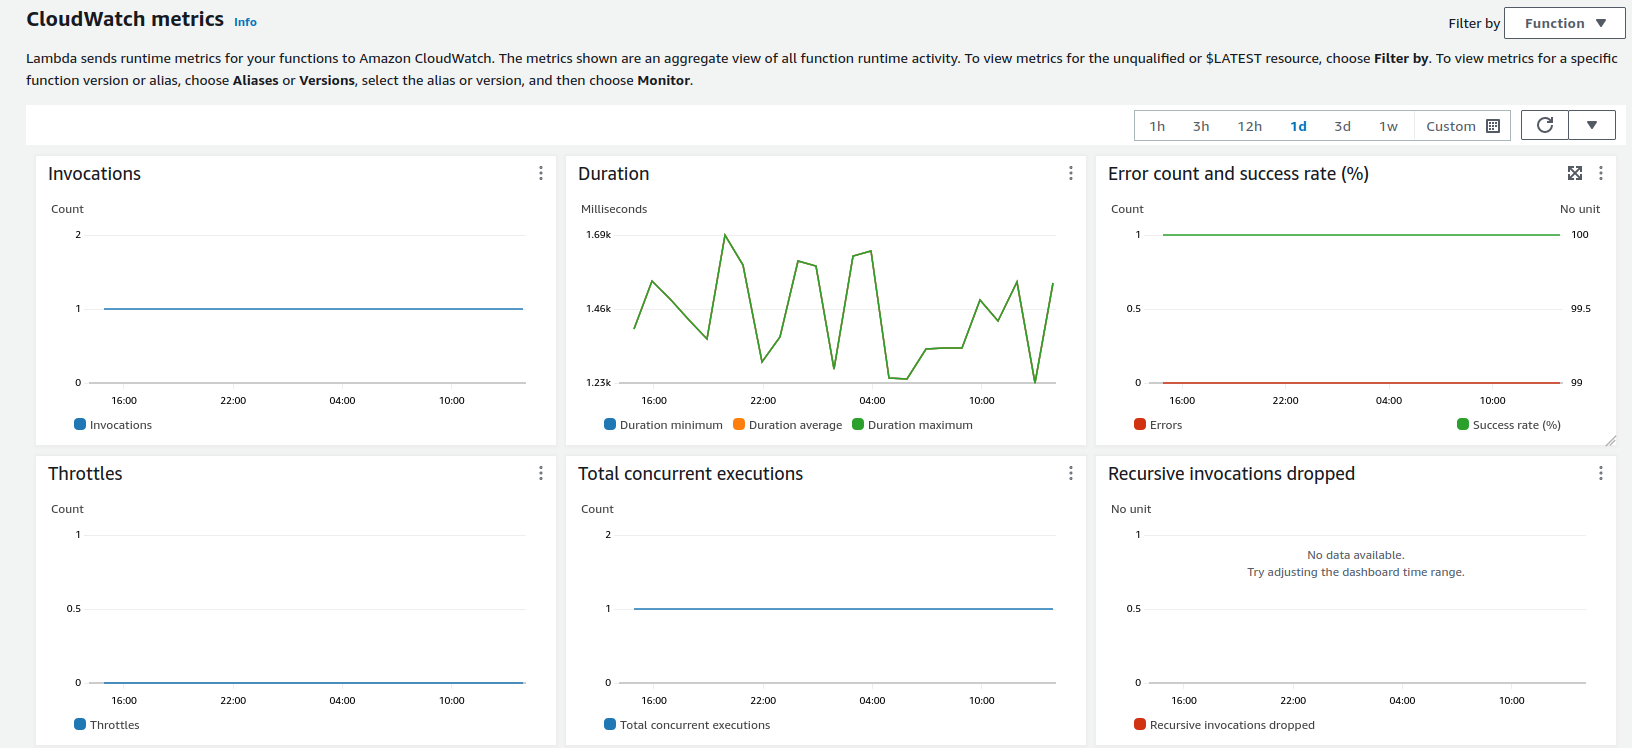 CloudWatch metrics Info
Filter by Function
Lambda sends runtime metrics for your functions to Amazon CloudWatch. The metrics shown are an aggregate view of all function runtime activity. To view metrics for the unqualified or $LATEST resource, choose Filter by. To view metrics for a specific
function version or alias, choose Aliases or Versions, select the alias or version, and then choose Monitor.
1h 3h 12h 1d 3d 1w Custom
Invocations
Count
2
1
0
16:00 22:00 04:00 10:00
Invocations
Duration
Milliseconds
1.69k
1.46k
1.23k
16:00 22:00 04:00 10:00
Duration minimum Duration average Duration maximum
Error count and success rate (%)
Count No unit
1 100
0.5 99.5
0 99
16:00 22:00 04:00 10:00
Errors Success rate (%)
Throttles
Count
1
0.5
0
16:00 22:00 04:00 10:00
Throttles
Total concurrent executions
Count
2
1
0
16:00 22:00 04:00 10:00
Total concurrent executions
Recursive invocations dropped
No unit
1
No data available.
Try adjusting the dashboard time range.
0.5
0
16:00 22:00 04:00 10:00
Recursive invocations dropped